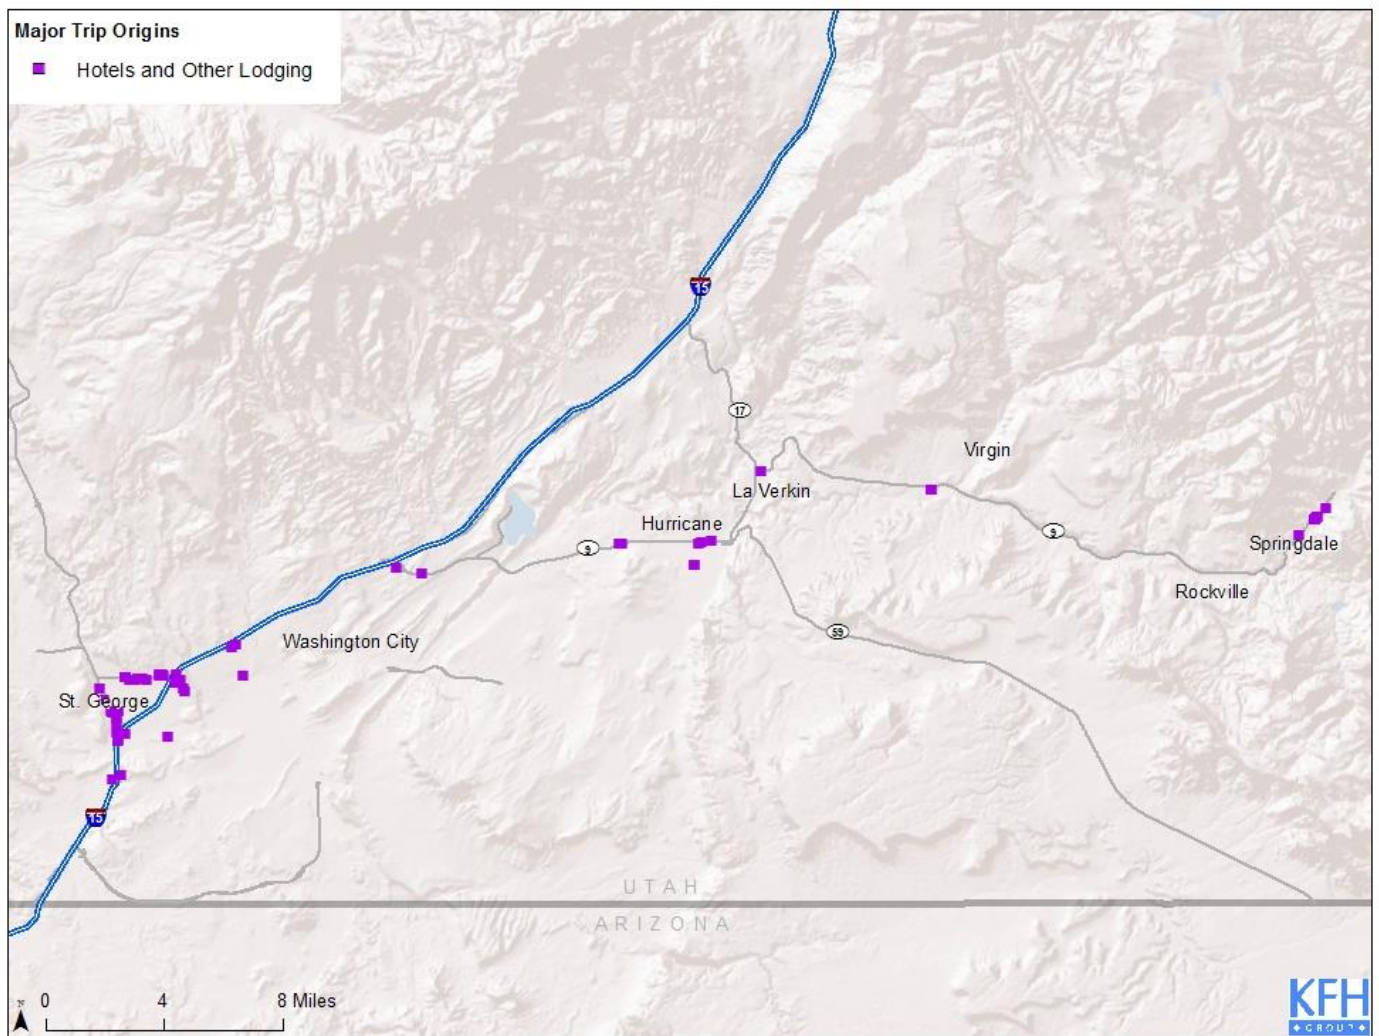 Major Trip Origins
Hotels and Other Lodging
15
17
Virgin
La Verkin
Hurricane
9
9
Springdale
Rockville
59
Washington City
St. George
15
UTAH
ARIZONA
N
0 4 8 Miles
KFH
GROUP